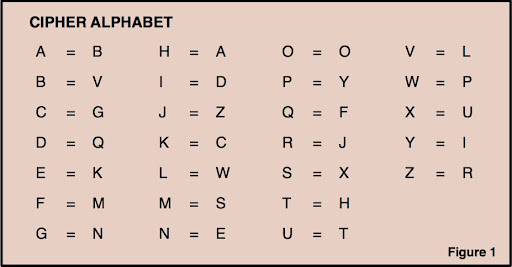 CIPHER ALPHABET
A = B H = A O = O V = L
B = V I = D P = Y W = P
C = G J = Z Q = F X = U
D = Q K = C R = J Y = I
E = K L = W S = X Z = R
F = M M = S T = H
G = N N = E U = T
Figure 1